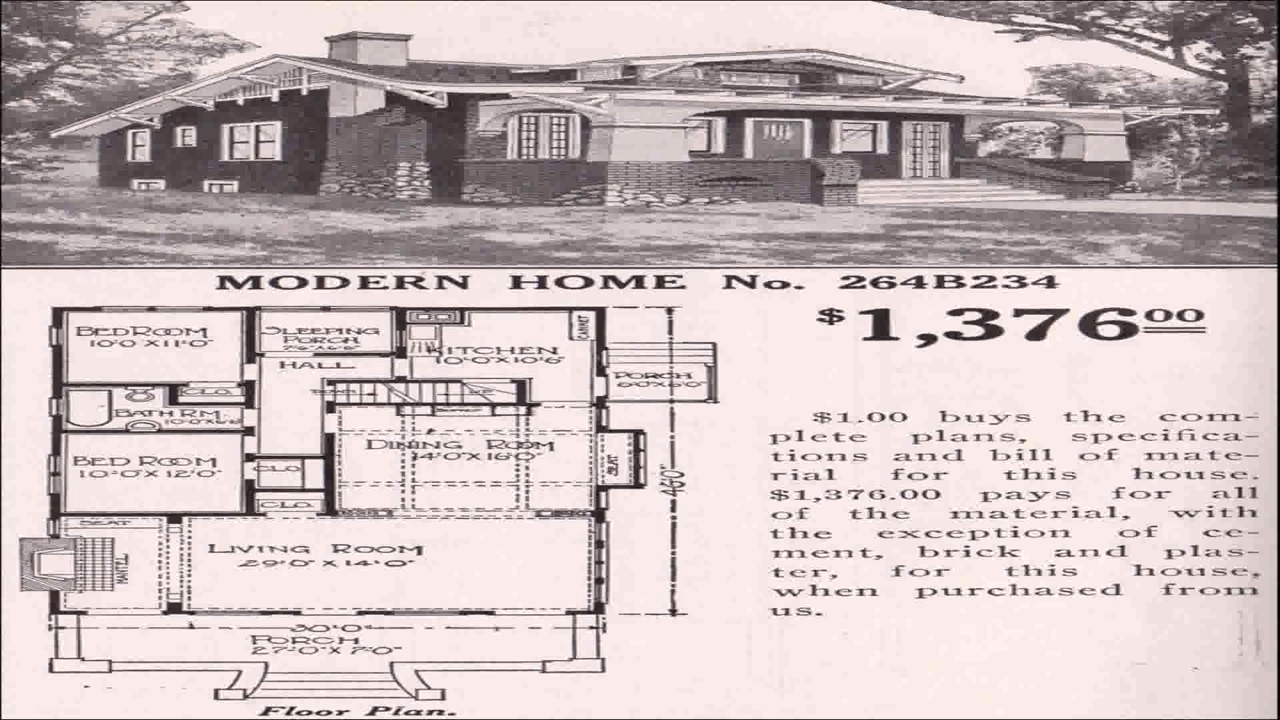 MODERN HOME No. 264B234
$1,376.00
$1.00 buys the com-
plete plans, specifica-
tions and bill of mate-
rial for this house.
$1,376.00 pays for all
of the material, with
the exception of ce-
ment, brick and plas-
ter, for this house,
when purchased from
us.
BED ROOM
10'0" X 11'0"
SLEEPING
PORCH
CABINET
KITCHEN
10'0" X 10'6"
HALL
PORCH
CLO.
BATH RM.
DINING ROOM
14'0" X 16'0"
SEAT
BED ROOM
10'0" X 12'0"
CLO.
CLO.
46'0"
SEAT
MANTEL
LIVING ROOM
29'0" X 14'0"
30'0"
PORCH
27'0" X 7'0"
Floor Plan.